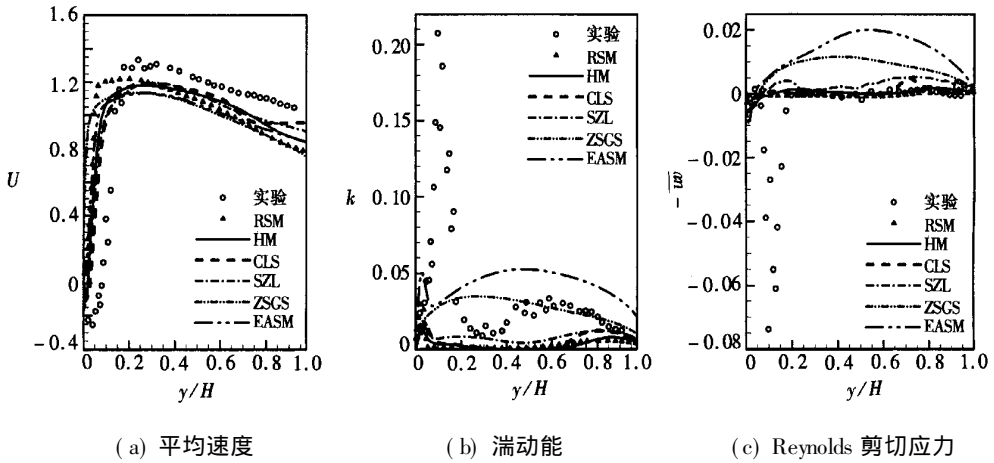 1.6
1.2
0.8
U
0.4
0
-0.4
0 0.2 0.4 0.6 0.8 1.0
y/H
实验
RSM
HM
CLS
SZL
ZSGS
EASM
(a) 平均速度
0.20
0.15
k
0.10
0.05
0
0 0.2 0.4 0.6 0.8 1.0
y/H
实验
RSM
HM
CLS
SZL
ZSGS
EASM
(b) 湍动能
-0.02
0
-0.02
-0.04
-0.06
-0.08
0 0.2 0.4 0.6 0.8 1.0
y/H
实验
RSM
HM
CLS
SZL
ZSGS
EASM
(c) Reynolds 剪切应力